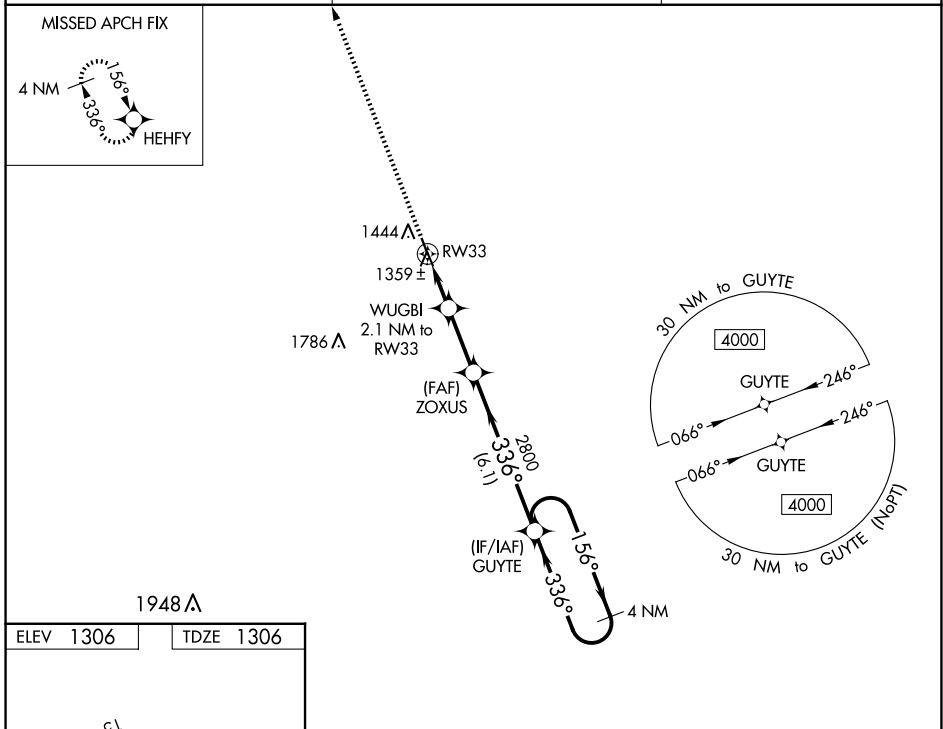 MISSED APCH FIX
4 NM
156°
336°
HEHFY
1444
RW33
1359 ±
WUGBI
2.1 NM to
RW33
1786
(FAF)
ZOXUS
336°
2800
(6.1)
(IF/IAF)
GUYTE
156°
336°
4 NM
30 NM to GUYTE
4000
GUYTE
246°
066°
246°
066°
GUYTE
4000
30 NM to GUYTE (NoPT)
1948
ELEV 1306
TDZE 1306